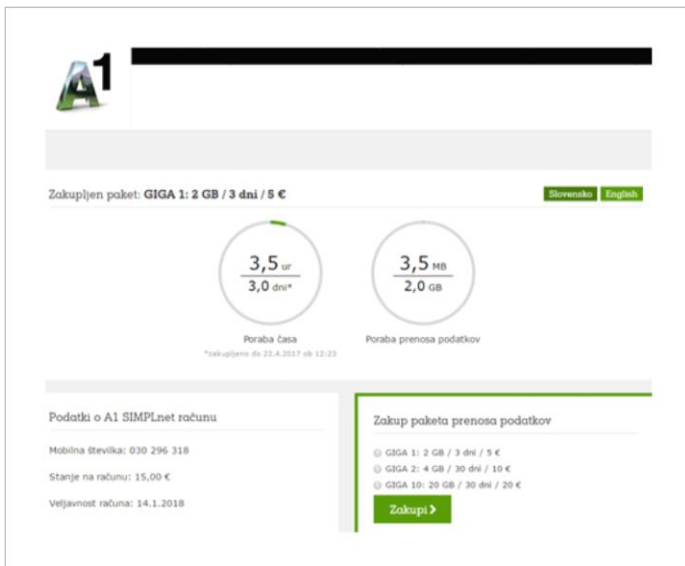 A1
Zakupljen paket: GIGA 1: 2 GB / 3 dni / 5 €
Slovensko English
3,5 ur
3,0 dni*
3,5 MB
2,0 GB
Poraba časa
*zakupljeno do 22.4.2017 ob 12:23
Poraba prenosa podatkov
Podatki o A1 SIMPLnet računu
Mobilna številka: 030 296 318
Stanje na računu: 15,00 €
Veljavnost računa: 14.1.2018
Zakup paketa prenosa podatkov
GIGA 1: 2 GB / 3 dni / 5 €
GIGA 2: 4 GB / 30 dni / 10 €
GIGA 10: 20 GB / 30 dni / 20 €
Zakupi